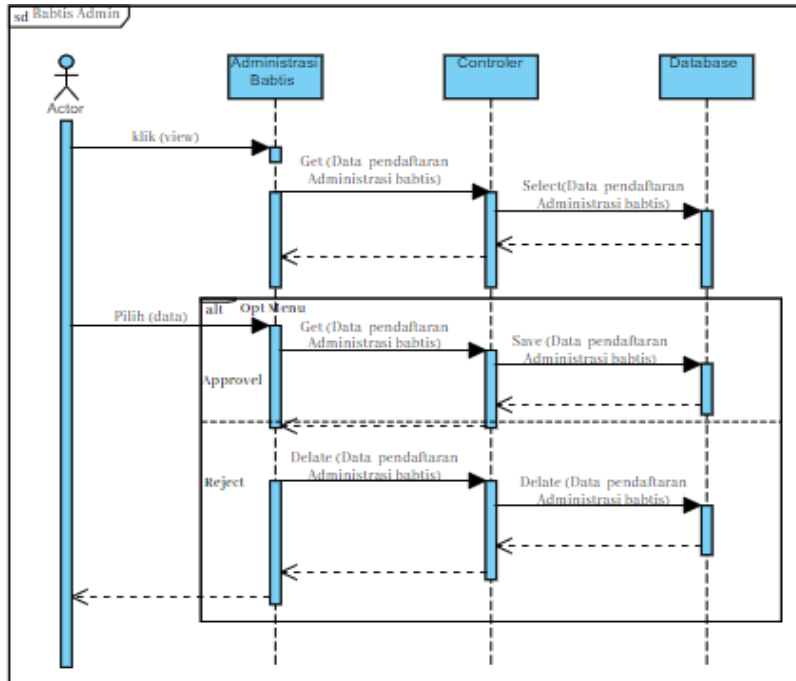 sd Babtis Admin
Administrasi
Babtis
Controler
Database
Actor
klik (view)
Get (Data pendaftaran
Administrasi babtis)
Select(Data pendaftaran
Administrasi babtis)
alt Opt Menu
Pilih (data)
Get (Data pendaftaran
Administrasi babtis)
Save (Data pendaftaran
Administrasi babtis)
Approvel
Delate (Data pendaftaran
Administrasi babtis)
Reject
Delate (Data pendaftaran
Administrasi babtis)